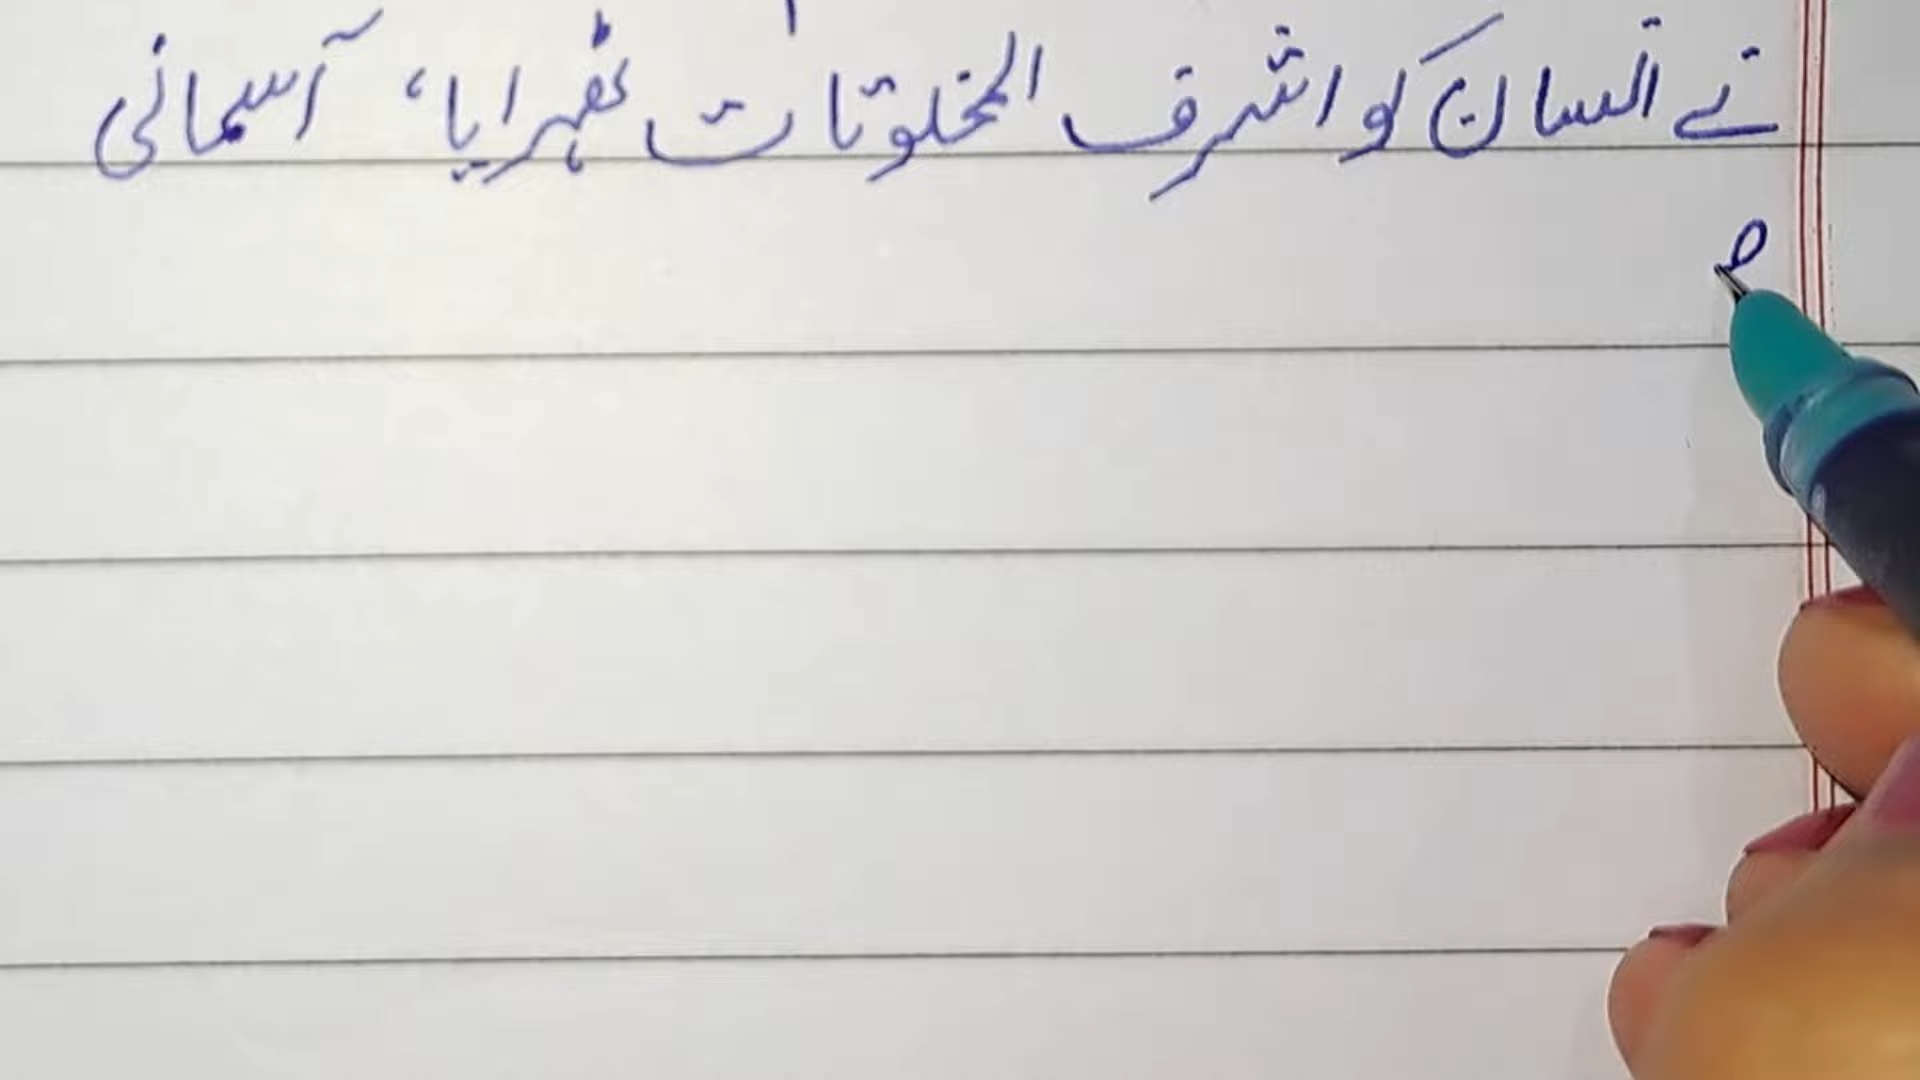 نے انسان کو اشرف المخلوقات ٹھہرایا، آسمانی